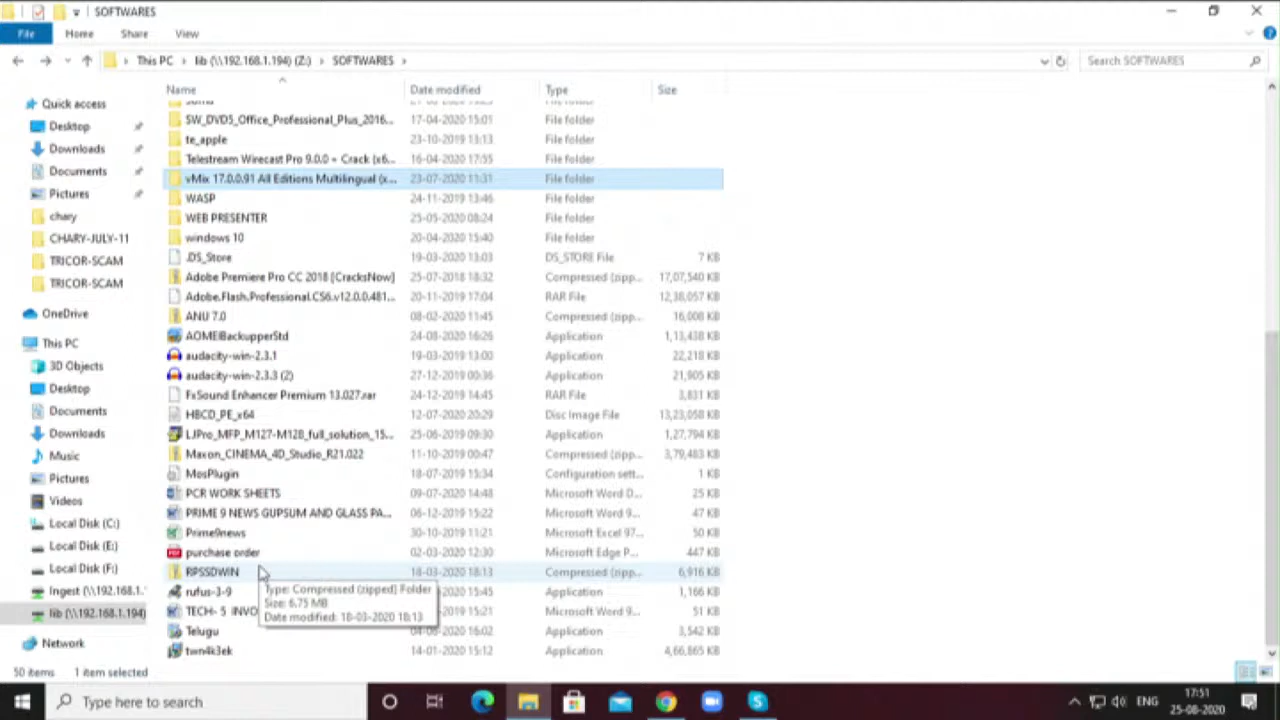 SOFTWARES
File Home Share View
This PC › lib (\\192.168.1.194) (Z:) › SOFTWARES ›
Search SOFTWARES
Name Date modified Type Size
SW_DVD5_Office_Professional_Plus_2016... 17-04-2020 15:01 File folder
te_apple 23-10-2019 13:13 File folder
Telestream Wirecast Pro 9.0.0 + Crack (x6... 16-04-2020 17:55 File folder
vMix 17.0.0.91 All Editions Multilingual (x... 23-07-2020 11:31 File folder
WASP 24-11-2019 13:46 File folder
WEB PRESENTER 25-05-2020 08:24 File folder
windows 10 20-04-2020 15:40 File folder
.DS_Store 19-03-2020 13:03 DS_STORE File 7 KB
Adobe Premiere Pro CC 2018 [CracksNow] 25-07-2018 18:32 Compressed (zipp... 17,07,540 KB
Adobe.Flash.Professional.CS6.v12.0.0.481... 20-11-2019 17:04 RAR File 12,38,057 KB
ANU 7.0 08-02-2020 11:45 Compressed (zipp... 16,008 KB
AOMEIBackupperStd 24-08-2020 16:26 Application 1,13,438 KB
audacity-win-2.3.1 19-03-2019 13:00 Application 22,218 KB
audacity-win-2.3.3 (2) 27-12-2019 00:36 Application 21,905 KB
FxSound Enhancer Premium 13.027.rar 24-12-2019 14:45 RAR File 3,831 KB
HBCD_PE_x64 12-07-2020 20:29 Disc Image File 13,23,058 KB
LJPro_MFP_M127-M128_full_solution_15... 25-06-2019 09:30 Application 1,27,794 KB
Maxon_CINEMA_4D_Studio_R21.022 11-10-2019 00:47 Compressed (zipp... 3,79,483 KB
MosPlugin 18-07-2019 15:34 Configuration sett... 1 KB
PCR WORK SHEETS 09-07-2020 14:48 Microsoft Word D... 25 KB
PRIME 9 NEWS GUPSUM AND GLASS PA... 06-12-2019 15:22 Microsoft Word 9... 47 KB
Prime9news 30-10-2019 11:21 Microsoft Excel 97... 50 KB
purchase order 02-03-2020 12:30 Microsoft Edge P... 447 KB
RPSSDWIN 18-03-2020 18:13 Compressed (zipp... 6,916 KB
rufus-3-9 15:45 Application 1,166 KB
TECH- 5 INVO 2019 15:21 Microsoft Word 9... 51 KB
Telugu 2020 16:02 Application 3,542 KB
twn4k3ek 14-01-2020 15:12 Application 4,66,865 KB
Type: Compressed (zipped) Folder
Size: 6.75 MB
Date modified: 18-03-2020 18:13
Quick access
Desktop
Downloads
Documents
Pictures
chary
CHARY-JULY-11
TRICOR-SCAM
TRICOR-SCAM
OneDrive
This PC
3D Objects
Desktop
Documents
Downloads
Music
Pictures
Videos
Local Disk (C:)
Local Disk (E:)
Local Disk (F:)
Ingest (\\192.168.1.
lib (\\192.168.1.194)
Network
50 items 1 item selected
Type here to search
ENG
17:51
25-08-2020